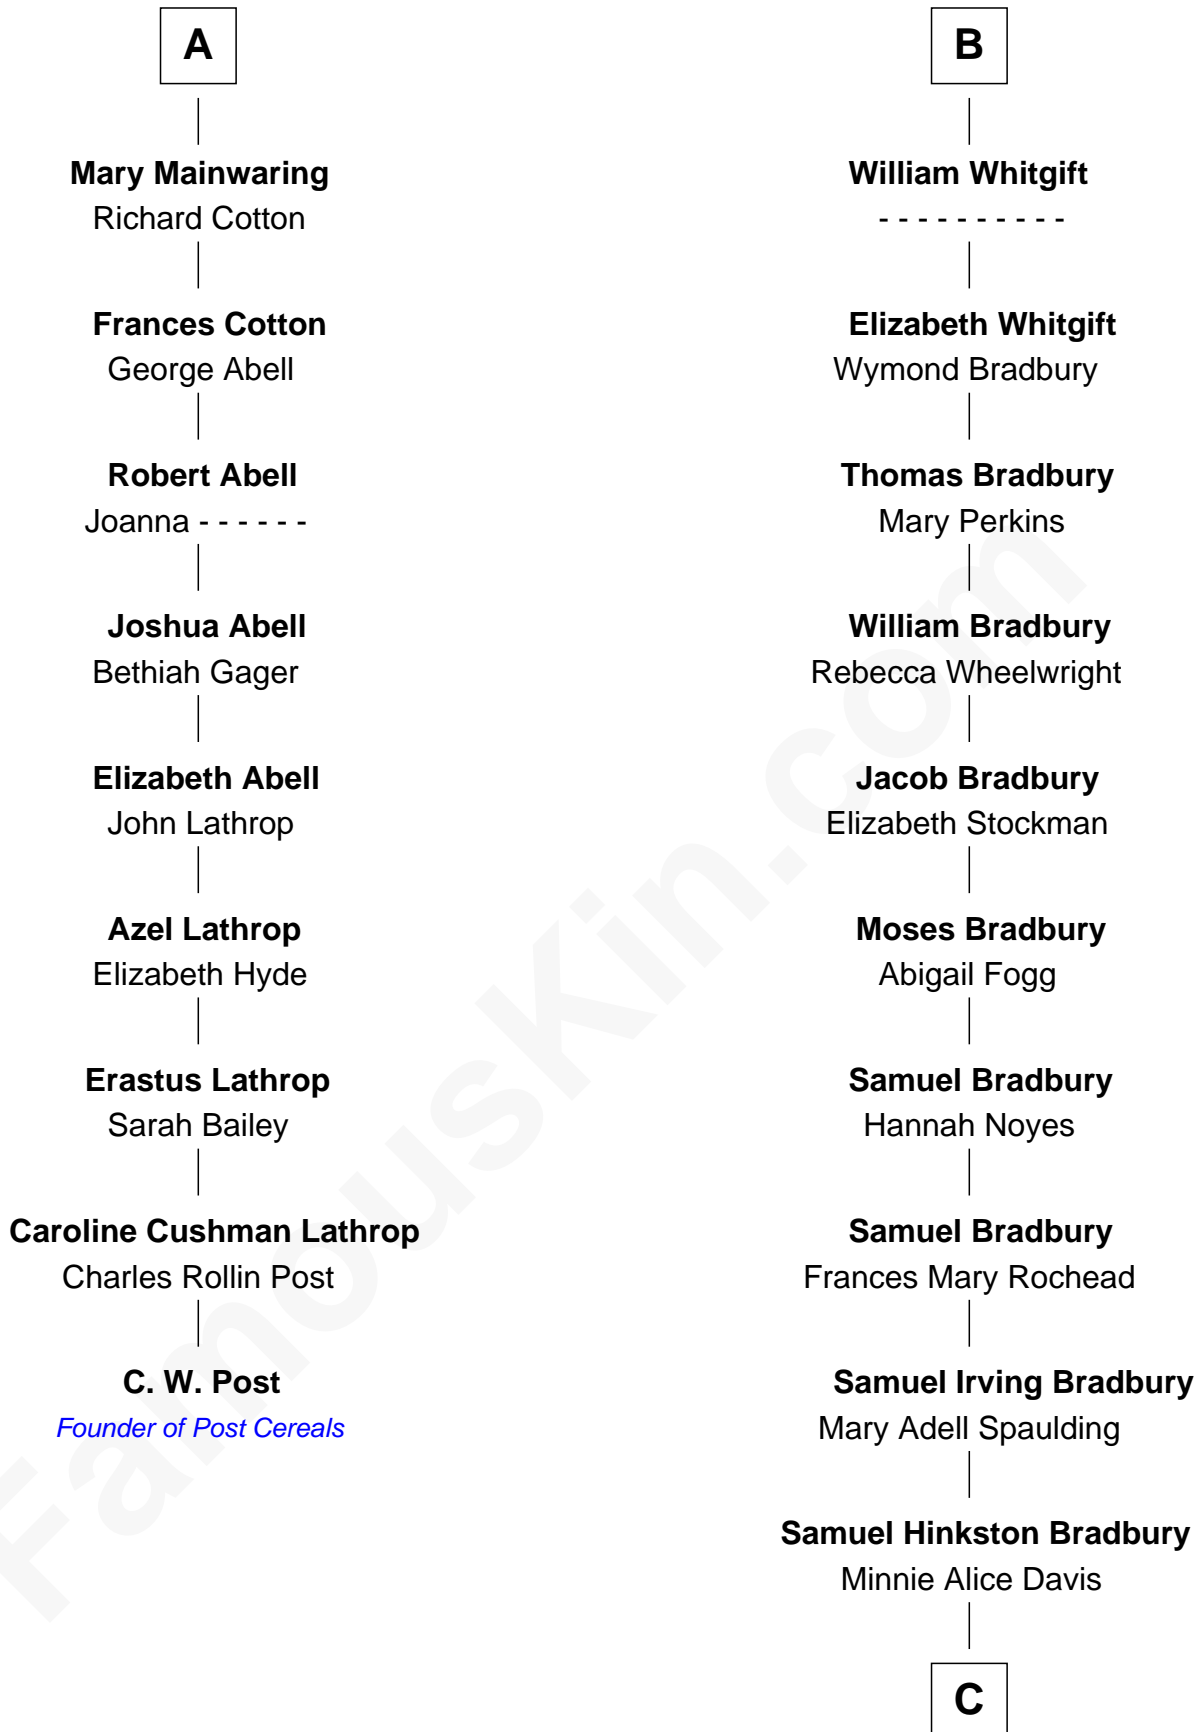 A
Mary Mainwaring
Richard Cotton
Frances Cotton
George Abell
Robert Abell
Joanna - - - - - -
Joshua Abell
Bethiah Gager
Elizabeth Abell
John Lathrop
Azel Lathrop
Elizabeth Hyde
Erastus Lathrop
Sarah Bailey
Caroline Cushman Lathrop
Charles Rollin Post
C. W. Post
Founder of Post Cereals
B
William Whitgift
- - - - - - - - - -
Elizabeth Whitgift
Wymond Bradbury
Thomas Bradbury
Mary Perkins
William Bradbury
Rebecca Wheelwright
Jacob Bradbury
Elizabeth Stockman
Moses Bradbury
Abigail Fogg
Samuel Bradbury
Hannah Noyes
Samuel Bradbury
Frances Mary Rochead
Samuel Irving Bradbury
Mary Adell Spaulding
Samuel Hinkston Bradbury
Minnie Alice Davis
C
FamousKin.com